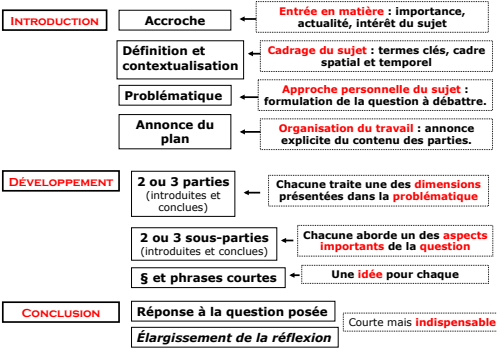 INTRODUCTION
Accroche
Entrée en matière : importance,
actualité, intérêt du sujet
Définition et
contextualisation
Cadrage du sujet : termes clés, cadre
spatial et temporel
Problématique
Approche personnelle du sujet :
formulation de la question à débattre.
Annonce du
plan
Organisation du travail : annonce
explicite du contenu des parties.
DÉVELOPPEMENT
2 ou 3 parties
(introduites et
conclues)
Chacune traite une des dimensions
présentées dans la problématique
2 ou 3 sous-parties
(introduites et conclues)
Chacune aborde un des aspects
importants de la question
§ et phrases courtes
Une idée pour chaque
CONCLUSION
Réponse à la question posée
Élargissement de la réflexion
Courte mais indispensable